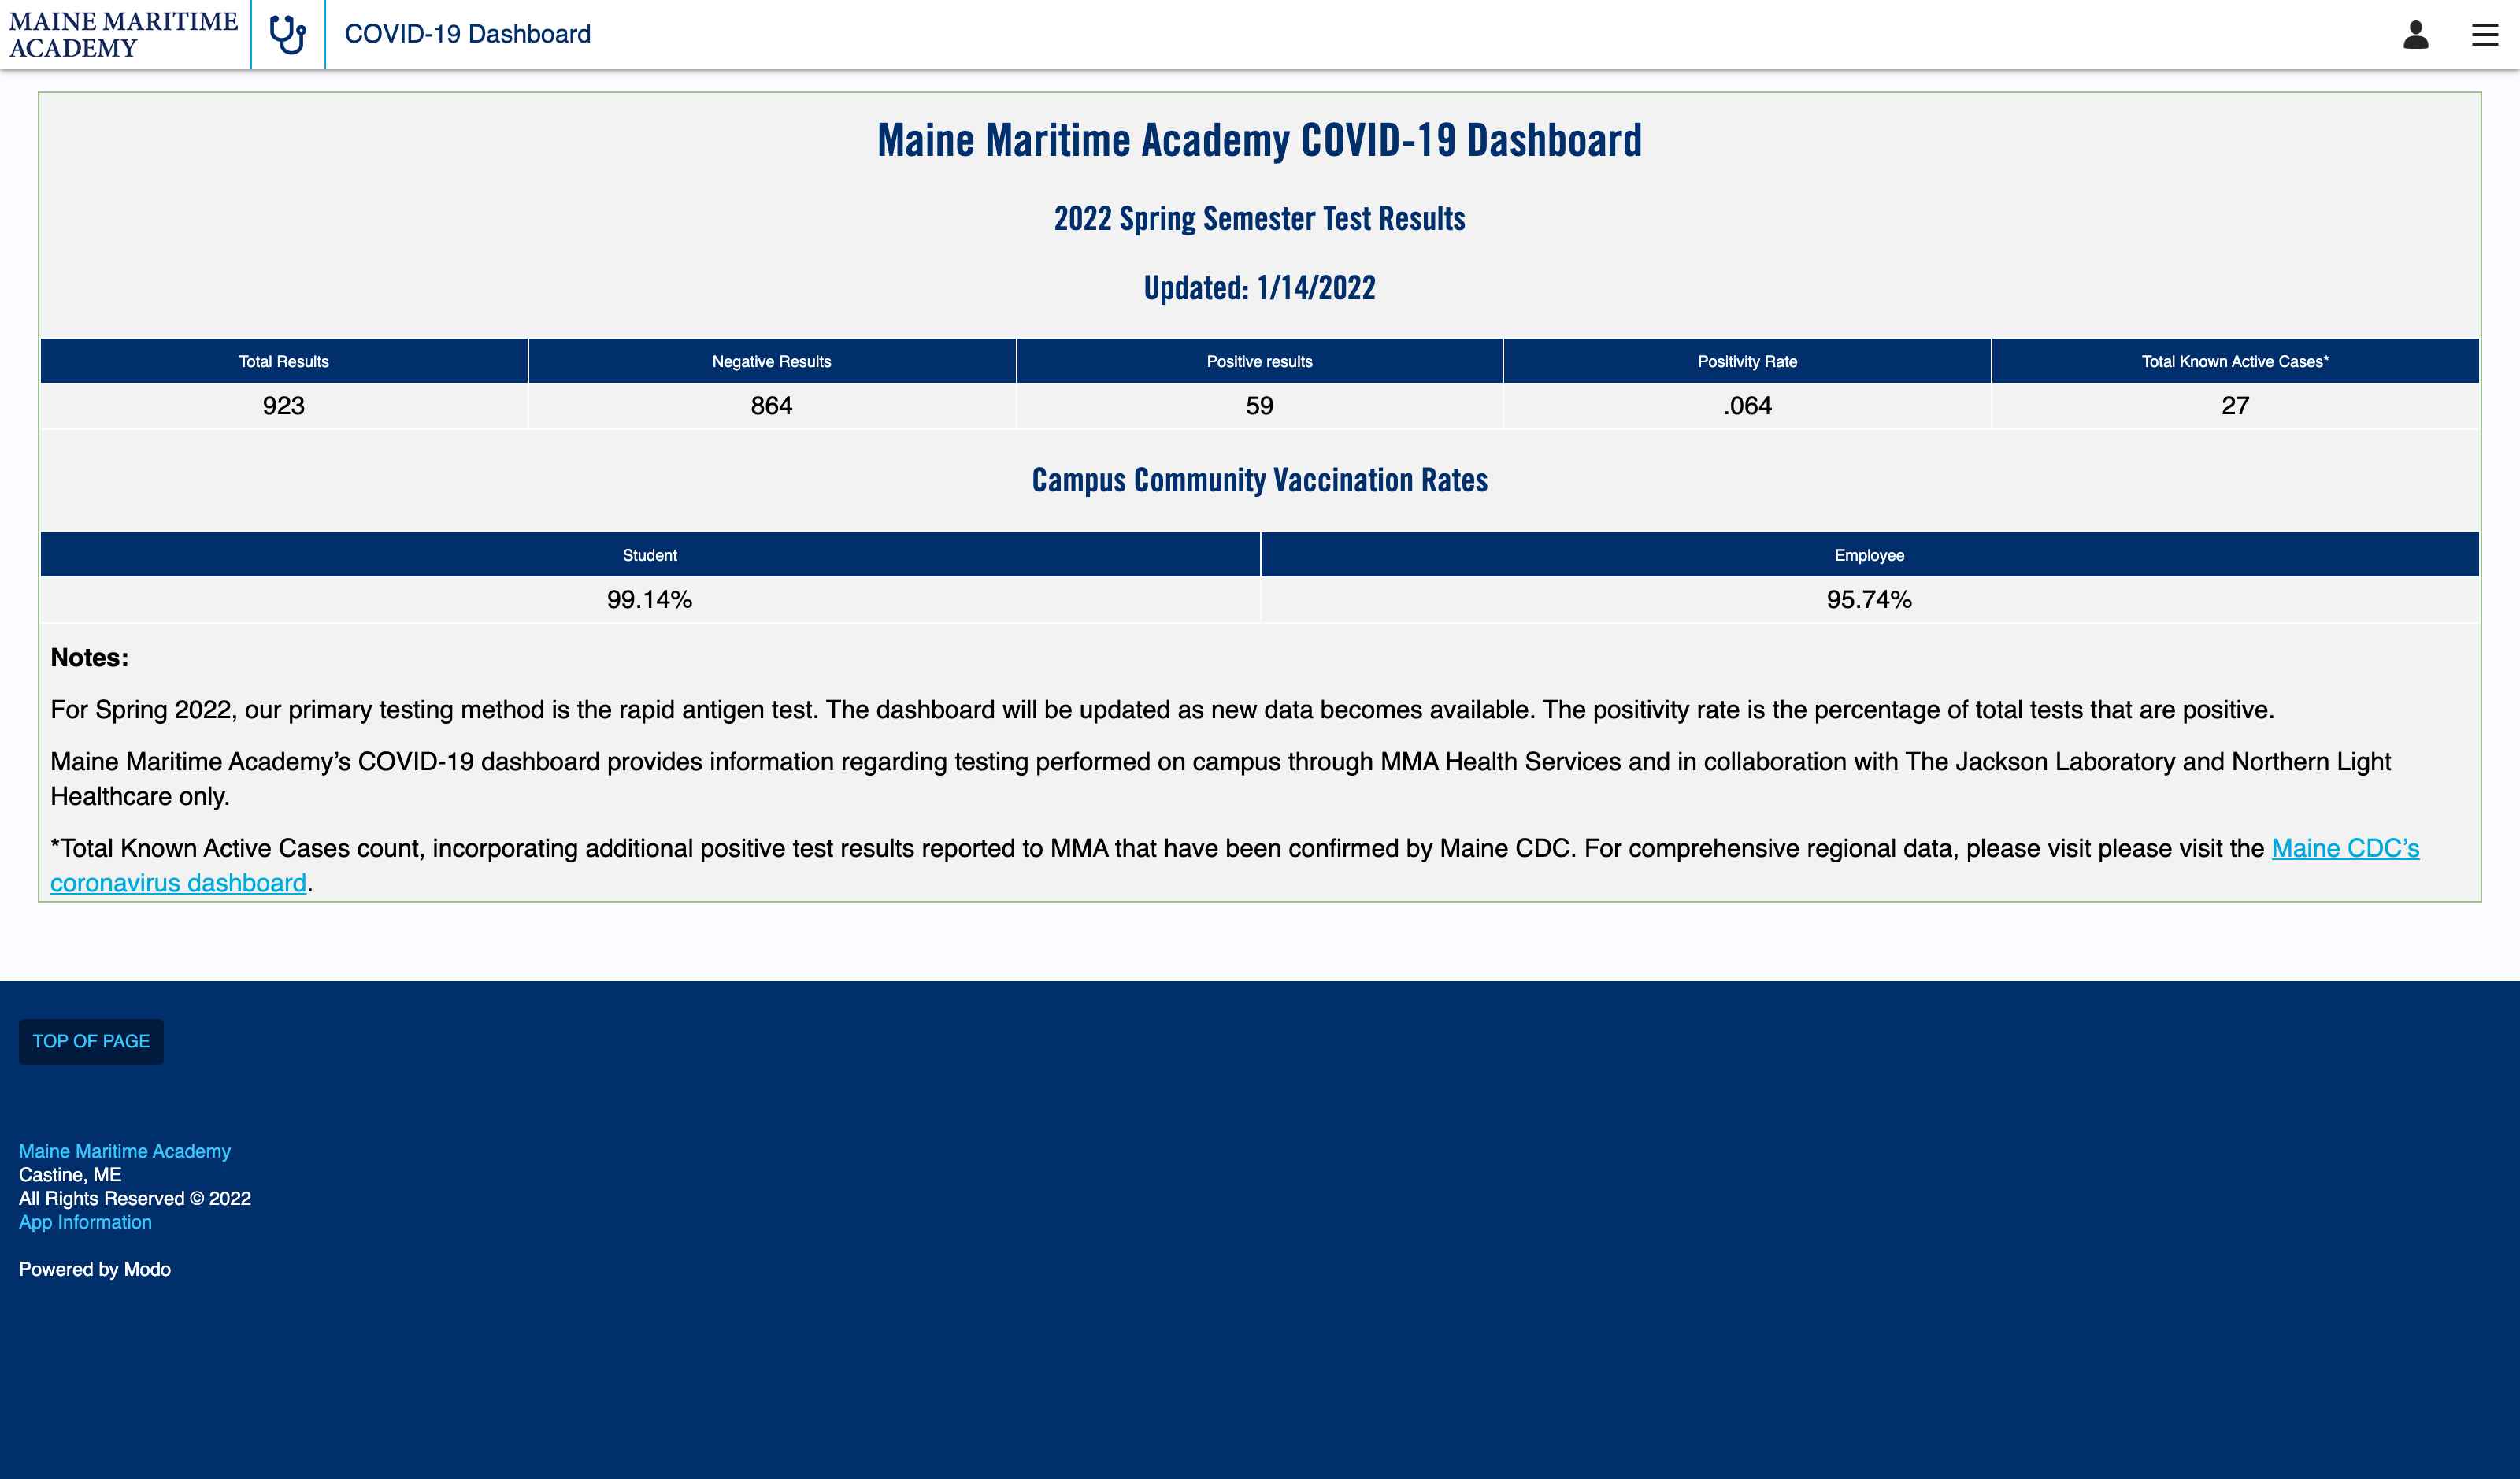 MAINE MARITIME
ACADEMY
COVID-19 Dashboard
Maine Maritime Academy COVID-19 Dashboard
2022 Spring Semester Test Results
Updated: 1/14/2022
Total Results Negative Results Positive results Positivity Rate Total Known Active Cases*
923 864 59 .064 27
Campus Community Vaccination Rates
Student Employee
99.14% 95.74%
Notes:
For Spring 2022, our primary testing method is the rapid antigen test. The dashboard will be updated as new data becomes available. The positivity rate is the percentage of total tests that are positive.
Maine Maritime Academy’s COVID-19 dashboard provides information regarding testing performed on campus through MMA Health Services and in collaboration with The Jackson Laboratory and Northern Light
Healthcare only.
*Total Known Active Cases count, incorporating additional positive test results reported to MMA that have been confirmed by Maine CDC. For comprehensive regional data, please visit please visit the Maine CDC’s
coronavirus dashboard.
TOP OF PAGE
Maine Maritime Academy
Castine, ME
All Rights Reserved © 2022
App Information
Powered by Modo